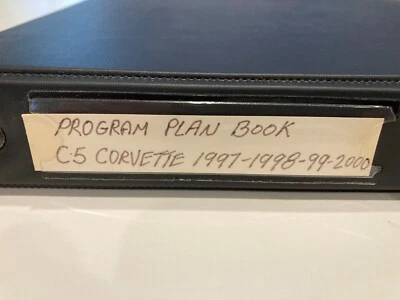 PROGRAM PLAN BOOK
C5 CORVETTE 1997-1998-99-2000